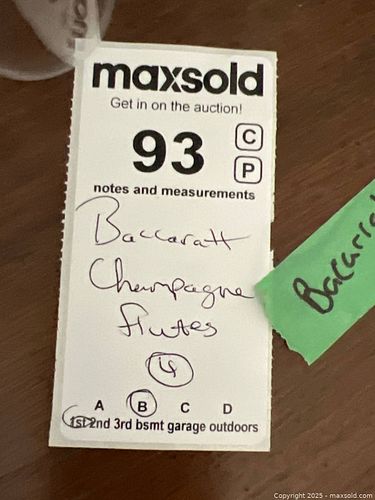 maxsold
Get in on the auction!
93
C
P
notes and measurements
Baccaratt
Champagne
flutes
4
A B C D
1st 2nd 3rd bsmt garage outdoors
Copyright 2025 - maxsold.com